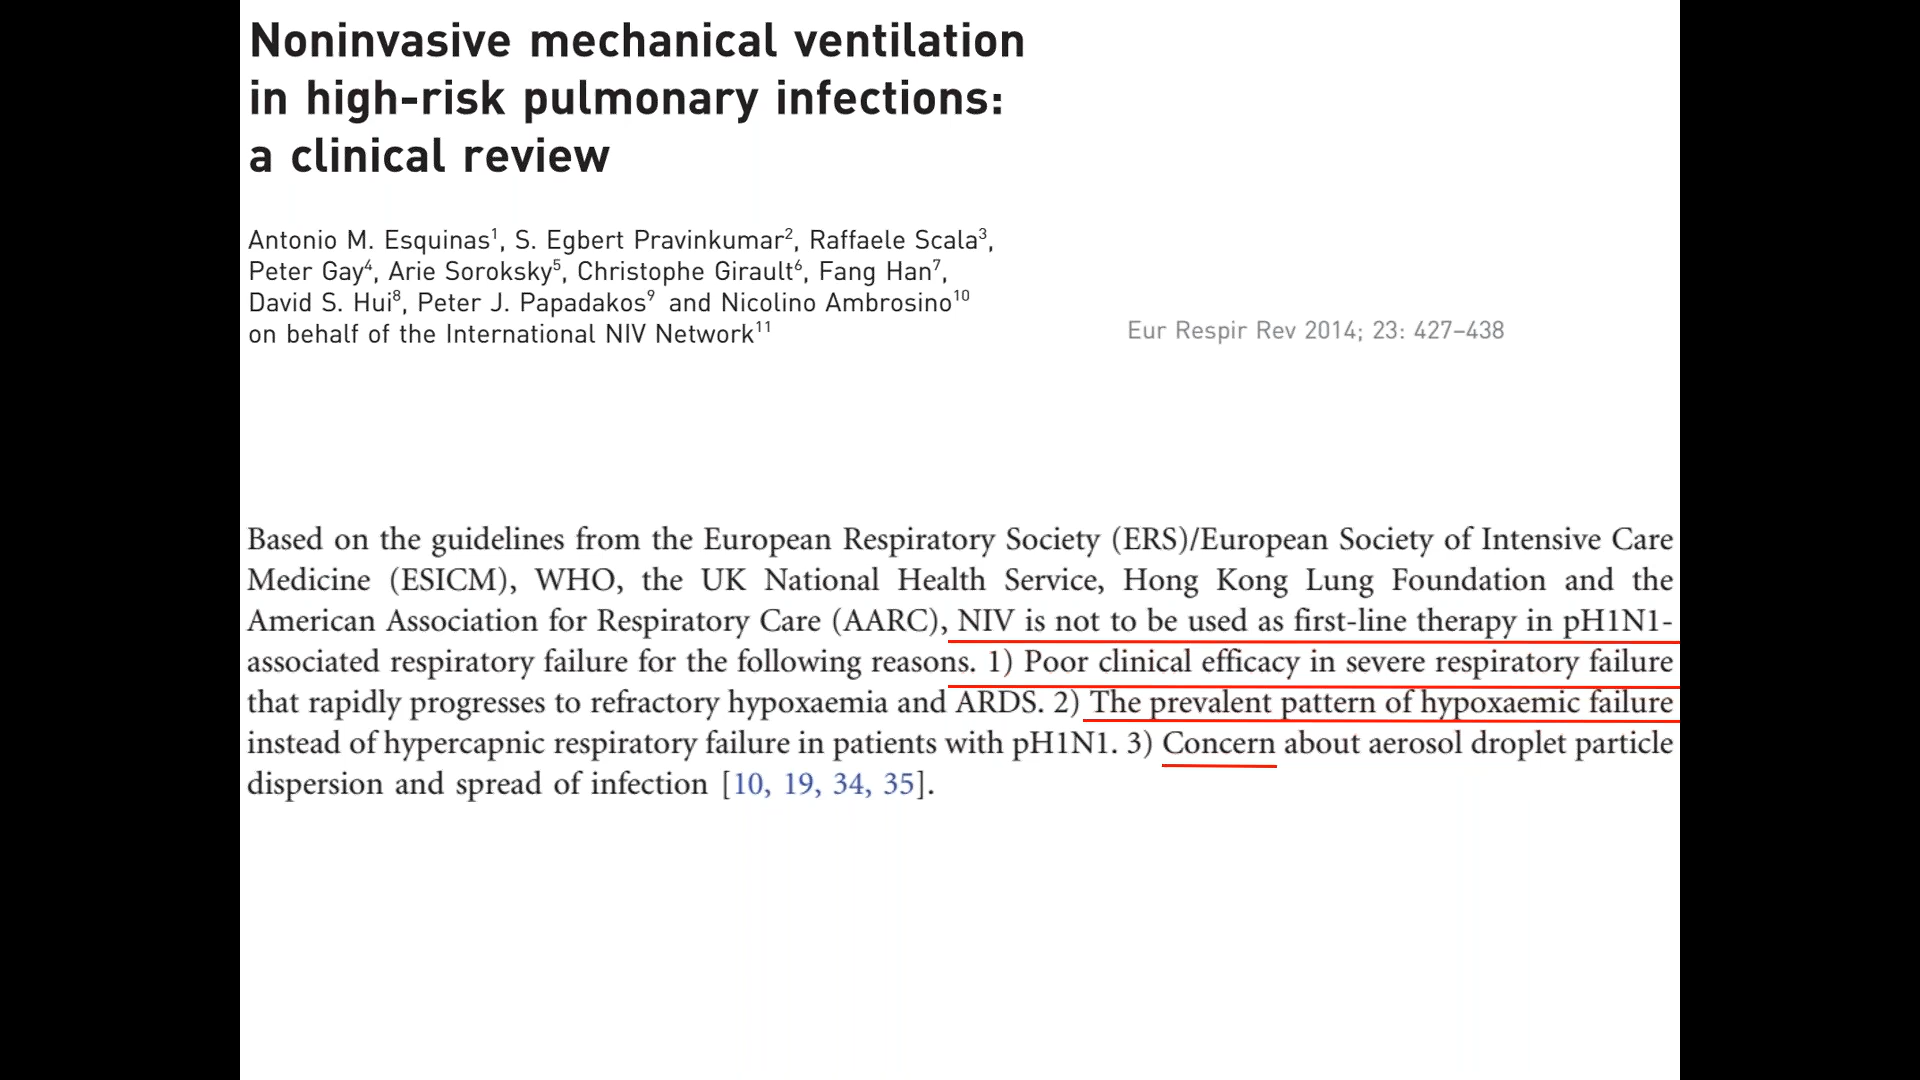 Noninvasive mechanical ventilation
in high-risk pulmonary infections:
a clinical review
Antonio M. Esquinas1, S. Egbert Pravinkumar2, Raffaele Scala3,
Peter Gay4, Arie Soroksky5, Christophe Girault6, Fang Han7,
David S. Hui8, Peter J. Papadakos9 and Nicolino Ambrosino10
on behalf of the International NIV Network11
Eur Respir Rev 2014; 23: 427–438
Based on the guidelines from the European Respiratory Society (ERS)/European Society of Intensive Care
Medicine (ESICM), WHO, the UK National Health Service, Hong Kong Lung Foundation and the
American Association for Respiratory Care (AARC), NIV is not to be used as first-line therapy in pH1N1-
associated respiratory failure for the following reasons. 1) Poor clinical efficacy in severe respiratory failure
that rapidly progresses to refractory hypoxaemia and ARDS. 2) The prevalent pattern of hypoxaemic failure
instead of hypercapnic respiratory failure in patients with pH1N1. 3) Concern about aerosol droplet particle
dispersion and spread of infection [10, 19, 34, 35].